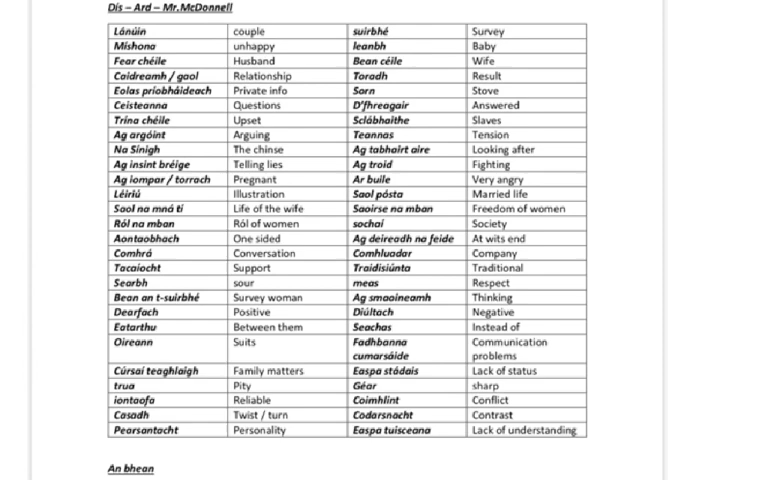 Dís – Ard – Mr.McDonnell
Lánúin couple suirbhé Survey
Míshona unhappy leanbh Baby
Fear chéile Husband Bean céile Wife
Caidreamh / gaol Relationship Toradh Result
Eolas príobháideach Private info Sorn Stove
Ceisteanna Questions D'fhreagair Answered
Trína chéile Upset Sclábhaithe Slaves
Ag argóint Arguing Teannas Tension
Na Sínigh The chinse Ag tabhairt aire Looking after
Ag insint bréige Telling lies Ag troid Fighting
Ag iompar / torrach Pregnant Ar buile Very angry
Léiriú Illustration Saol pósta Married life
Saol na mná tí Life of the wife Saoirse na mban Freedom of women
Ról na mban Ról of women sochaí Society
Aontaobhach One sided Ag deireadh na feide At wits end
Comhrá Conversation Comhluadar Company
Tacaíocht Support Traidisiúnta Traditional
Searbh sour meas Respect
Bean an t-suirbhé Survey woman Ag smaoineamh Thinking
Dearfach Positive Diúltach Negative
Eatarthu Between them Seachas Instead of
Oireann Suits Fadhbanna Communication
cumarsáide problems
Cúrsaí teaghlaigh Family matters Easpa stádais Lack of status
trua Pity Géar sharp
iontaofa Reliable Coimhlint Conflict
Casadh Twist / turn Codarsnacht Contrast
Pearsantacht Personality Easpa tuisceana Lack of understanding
An bhean